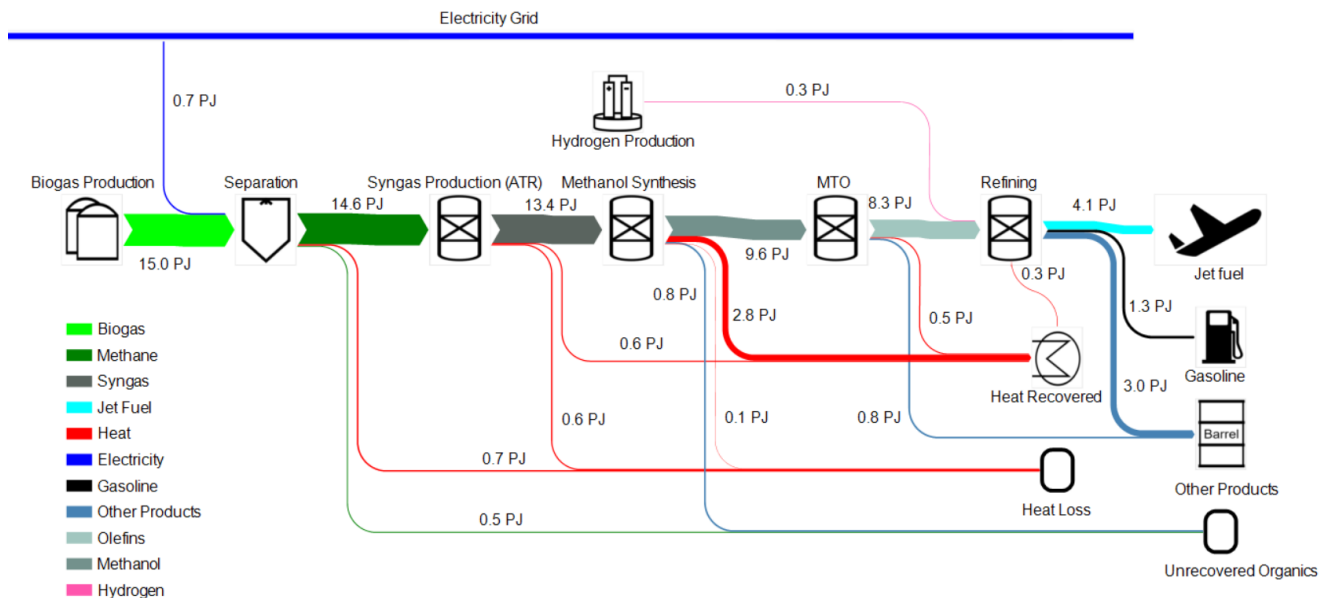 Electricity Grid
0.7 PJ
0.3 PJ
Hydrogen Production
Biogas Production
Separation
Syngas Production (ATR)
Methanol Synthesis
MTO
Refining
14.6 PJ
13.4 PJ
8.3 PJ
4.1 PJ
15.0 PJ
9.6 PJ
0.3 PJ
Jet fuel
0.8 PJ
2.8 PJ
0.5 PJ
1.3 PJ
0.6 PJ
Heat Recovered
Gasoline
3.0 PJ
0.6 PJ
0.1 PJ
0.8 PJ
Barrel
0.7 PJ
Heat Loss
Other Products
0.5 PJ
Unrecovered Organics
Biogas
Methane
Syngas
Jet Fuel
Heat
Electricity
Gasoline
Other Products
Olefins
Methanol
Hydrogen
+
-